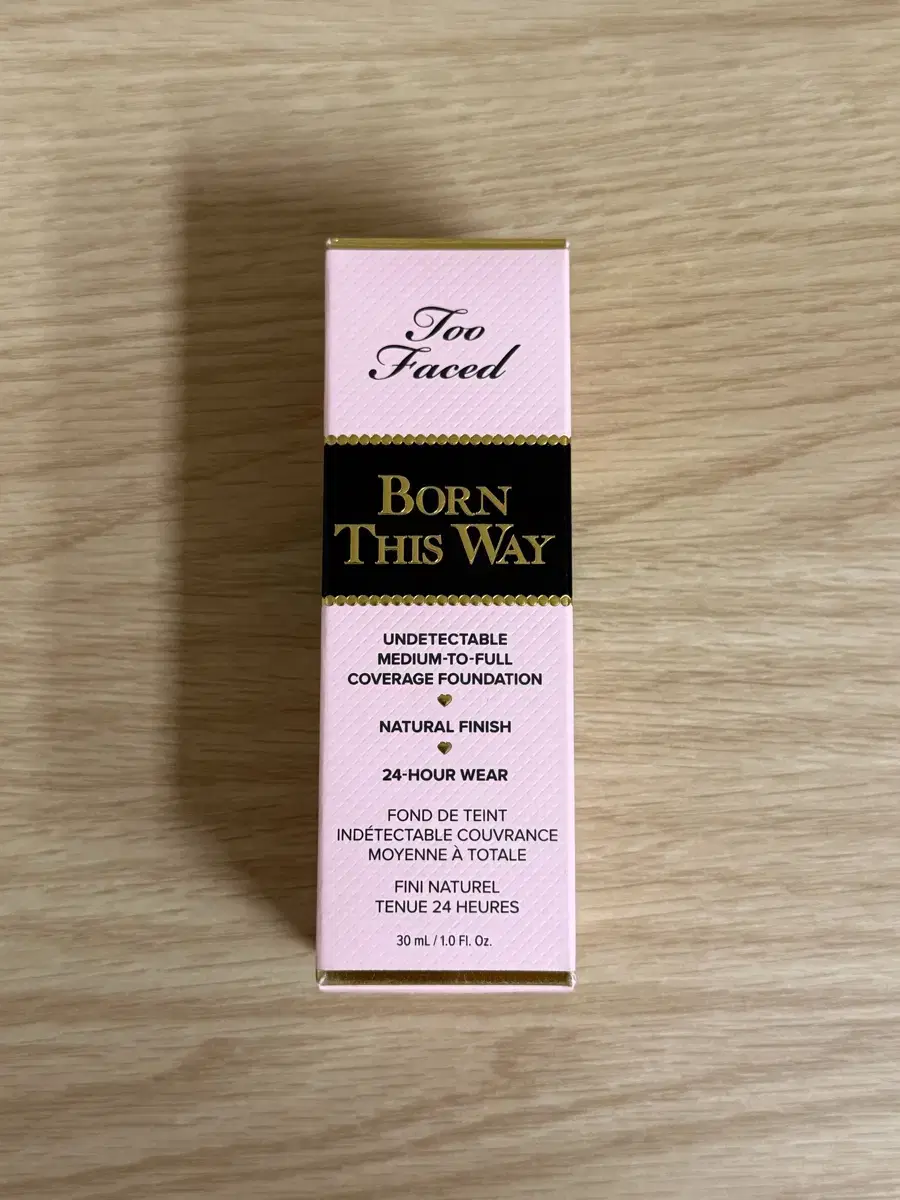 Too
Faced
BORN
THIS WAY
UNDETECTABLE
MEDIUM-TO-FULL
COVERAGE FOUNDATION
NATURAL FINISH
24-HOUR WEAR
FOND DE TEINT
INDÉTECTABLE COUVRANCE
MOYENNE À TOTALE
FINI NATUREL
TENUE 24 HEURES
30 mL / 1.0 Fl. Oz.